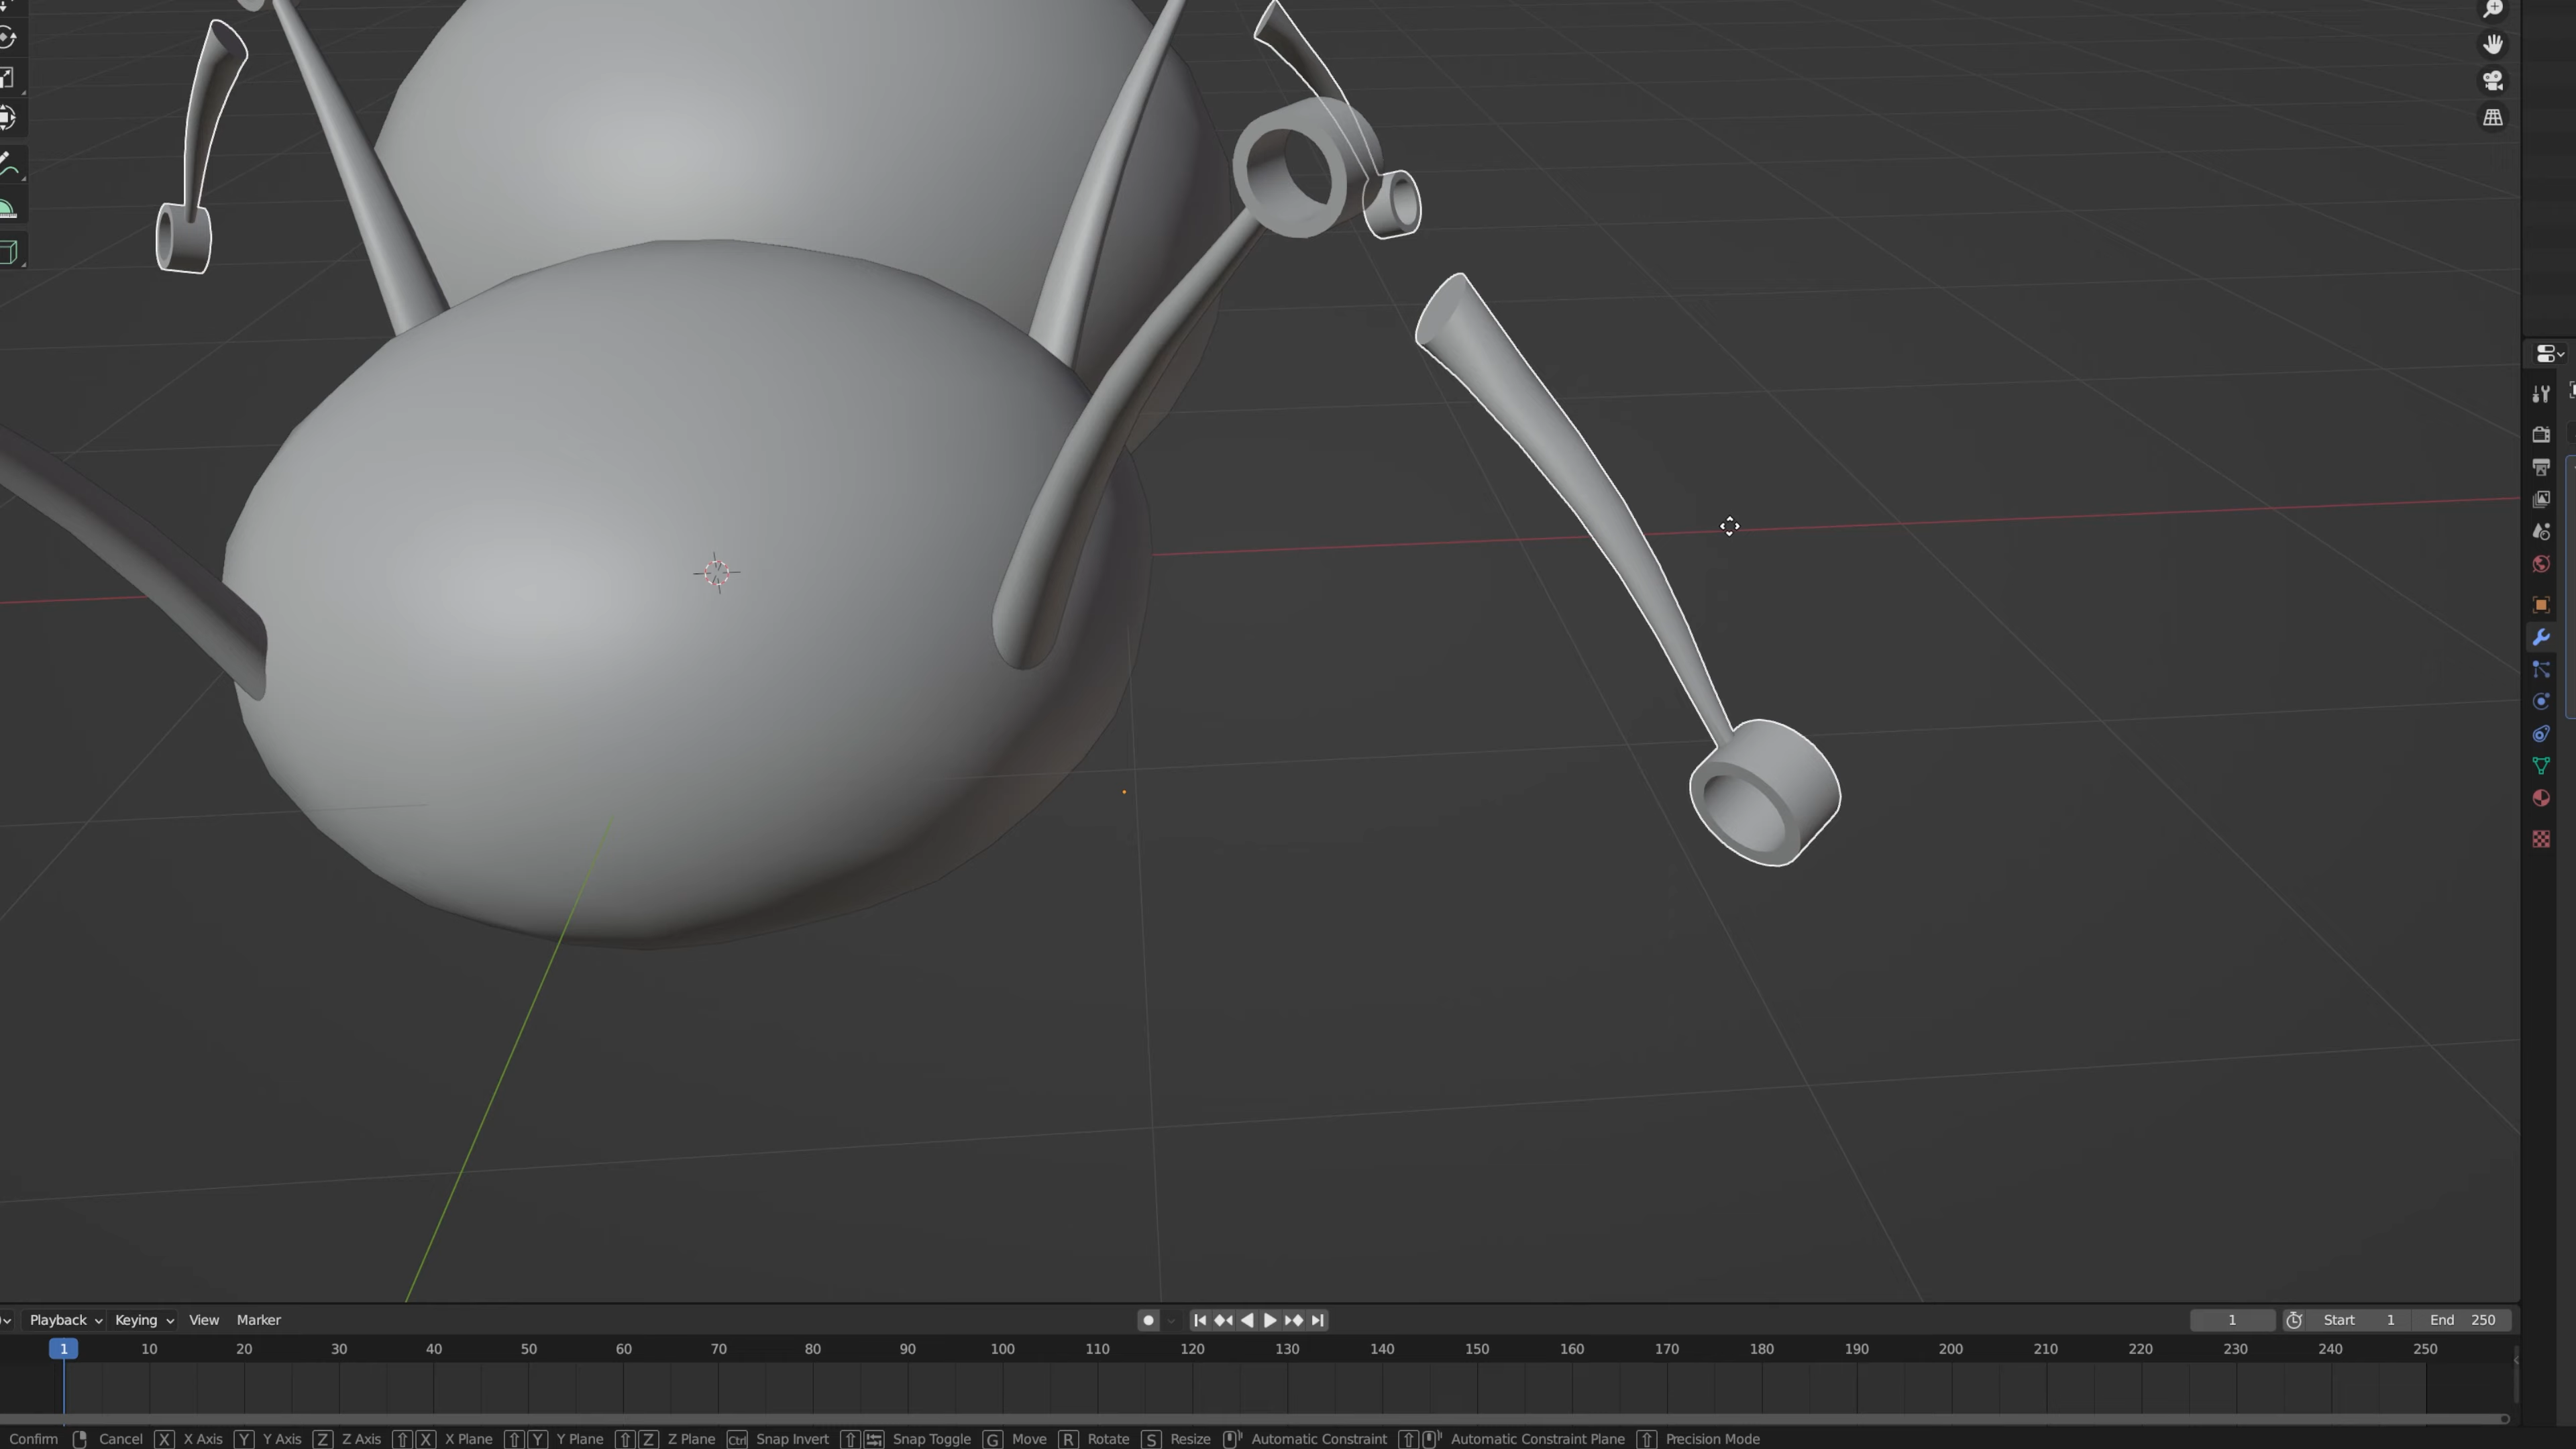 Playback Keying View Marker 1 Start 1 End 250
1 10 20 30 40 50 60 70 80 90 100 110 120 130 140 150 160 170 180 190 200 210 220 230 240 250
Confirm Cancel X X Axis Y Y Axis Z Z Axis X X Plane Y Y Plane Z Z Plane Ctrl Snap Invert Snap Toggle G Move R Rotate S Resize Automatic Constraint Automatic Constraint Plane Precision Mode